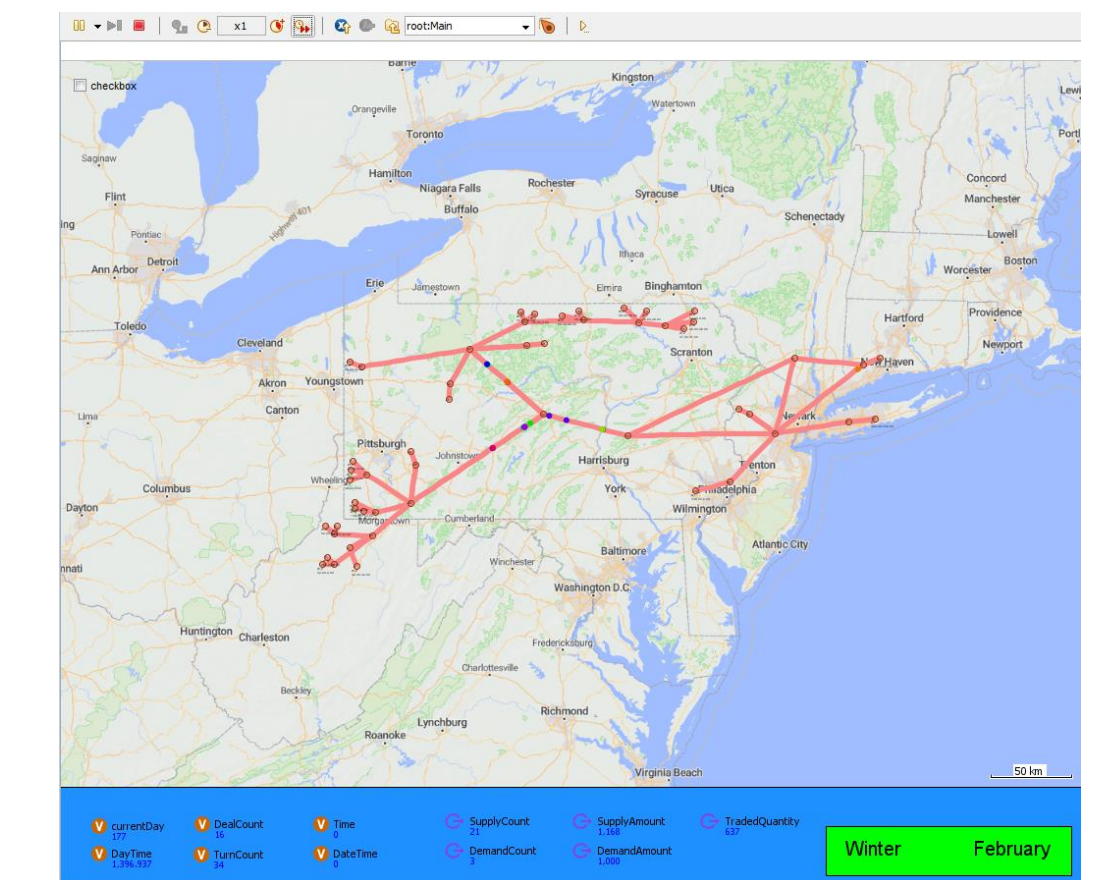 x1
root:Main
checkbox
Barrie
Kingston
Orangeville
Watertown
Toronto
Saginaw
Hamilton
Niagara Falls
Rochester
Syracuse
Utica
Concord
Flint
Highway 401
Buffalo
Manchester
Schenectady
Pontiac
Lowell
Ithaca
Detroit
Boston
Ann Arbor
Worcester
Erie
Jamestown
Elmira
Binghamton
Toledo
Hartford
Providence
Cleveland
Scranton
Newport
New Haven
Akron
Youngstown
Canton
Lima
Newark
Pittsburgh
Johnstown
Harrisburg
Trenton
Wheeling
Columbus
York
Philadelphia
Dayton
Wilmington
Morgantown
Cumberland
Atlantic City
Baltimore
Winchester
nnati
Washington D.C.
Huntington
Charleston
Fredericksburg
Charlottesville
Beckley
Richmond
Lynchburg
Roanoke
Virginia Beach
50 km
currentDay
177
DealCount
16
Time
0
SupplyCount
21
SupplyAmount
1,168
TradedQuantity
637
DayTime
1,396.937
TurnCount
34
DateTime
0
DemandCount
3
DemandAmount
1,000
Winter February